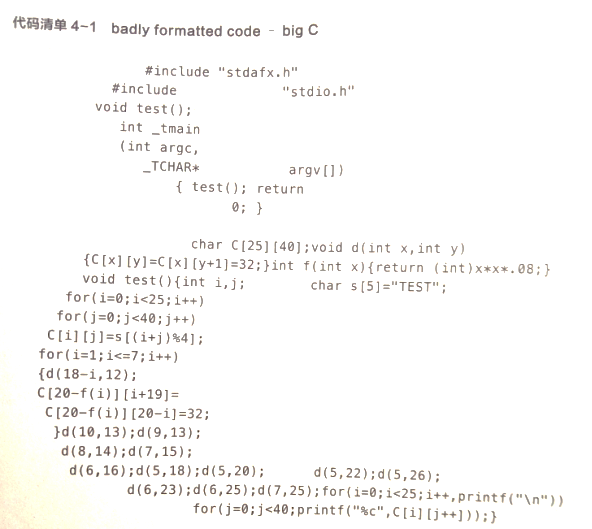 代码清单 4-1 badly formatted code - big C
#include "stdafx.h"
#include "stdio.h"
void test();
int _tmain
(int argc,
_TCHAR* argv[])
{ test(); return
0; }
char C[25][40];void d(int x,int y)
{C[x][y]=C[x][y+1]=32;}int f(int x){return (int)x*x*.08;}
void test(){int i,j; char s[5]="TEST";
for(i=0;i<25;i++)
for(j=0;j<40;j++)
C[i][j]=s[(i+j)%4];
for(i=1;i<=7;i++)
{d(18-i,12);
C[20-f(i)][i+19]=
C[20-f(i)][20-i]=32;
}d(10,13);d(9,13);
d(8,14);d(7,15);
d(6,16);d(5,18);d(5,20); d(5,22);d(5,26);
d(6,23);d(6,25);d(7,25);for(i=0;i<25;i++,printf("\n"))
for(j=0;j<40;printf("%c",C[i][j++]));}